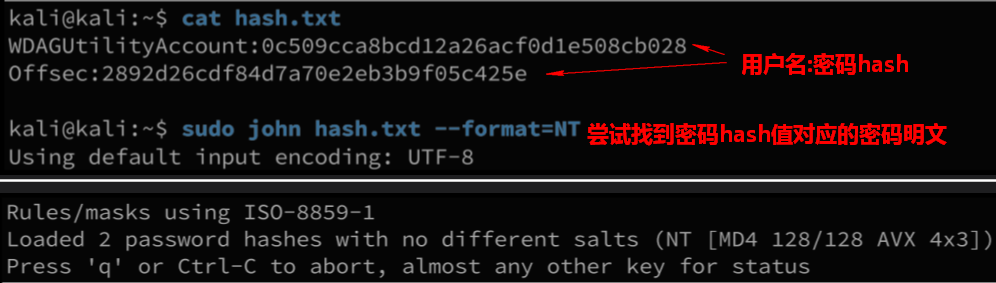 kali@kali:~$ cat hash.txt
WDAGUtilityAccount:0c509cca8bcd12a26acf0d1e508cb028
Offsec:2892d26cdf84d7a70e2eb3b9f05c425e
用户名:密码hash
kali@kali:~$ sudo john hash.txt --format=NT 尝试找到密码hash值对应的密码明文
Using default input encoding: UTF-8
Rules/masks using ISO-8859-1
Loaded 2 password hashes with no different salts (NT [MD4 128/128 AVX 4x3])
Press 'q' or Ctrl-C to abort, almost any other key for status